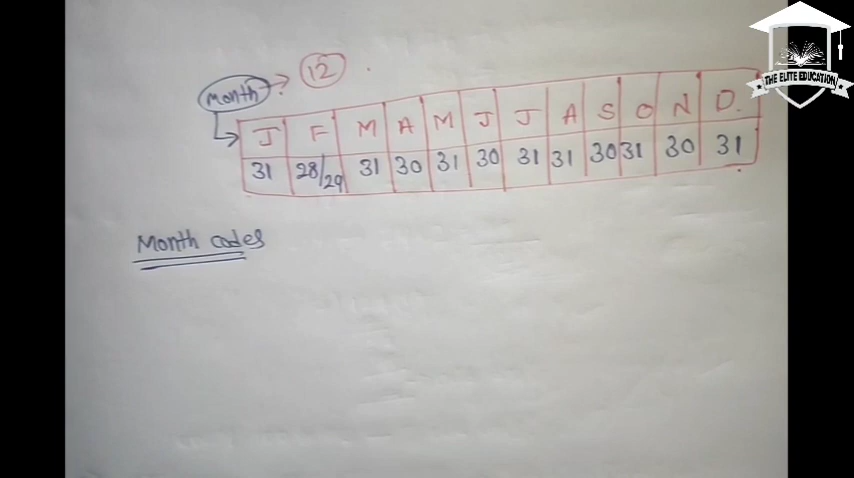 THE ELITE EDUCATION
month → ? 12
J F M A M J J A S O N D.
31 28/29 31 30 31 30 31 31 30 31 30 31
Month codes